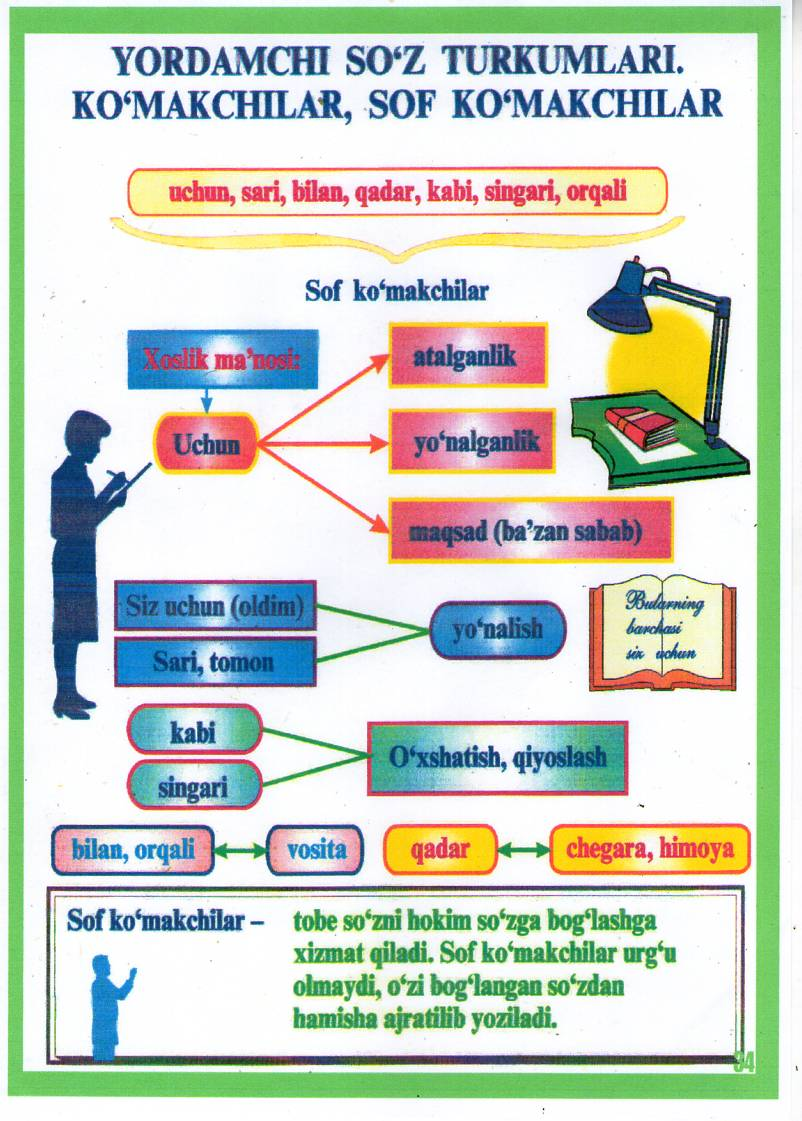 YORDAMCHI SO‘Z TURKUMLARI.
KO‘MAKCHILAR, SOF KO‘MAKCHILAR
uchun, sari, bilan, qadar, kabi, singari, orqali
Sof ko‘makchilar
Xoslik ma’nosi:
atalganlik
Uchun
yo‘nalganlik
maqsad (ba’zan sabab)
Siz uchun (oldim)
Sari, tomon
yo‘nalish
Bularning
barchasi
siz uchun
kabi
singari
O‘xshatish, qiyoslash
bilan, orqali
vosita
qadar
chegara, himoya
Sof ko‘makchilar –
tobe so‘zni hokim so‘zga bog‘lashga
xizmat qiladi. Sof ko‘makchilar urg‘u
olmaydi, o‘zi bog‘langan so‘zdan
hamisha ajratilib yoziladi.
34